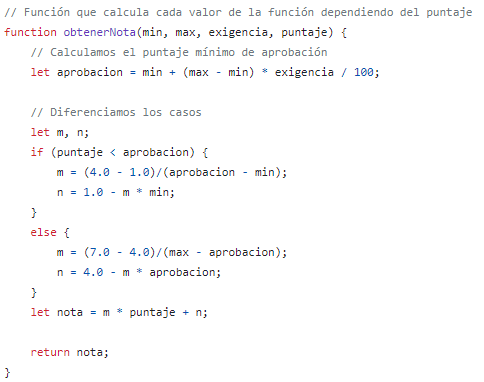 // Función que calcula cada valor de la función dependiendo del puntaje
function obtenerNota(min, max, exigencia, puntaje) {
    // Calculamos el puntaje mínimo de aprobación
    let aprobacion = min + (max - min) * exigencia / 100;

    // Diferenciamos los casos
    let m, n;
    if (puntaje < aprobacion) {
        m = (4.0 - 1.0)/(aprobacion - min);
        n = 1.0 - m * min;
    }
    else {
        m = (7.0 - 4.0)/(max - aprobacion);
        n = 4.0 - m * aprobacion;
    }
    let nota = m * puntaje + n;

    return nota;
}